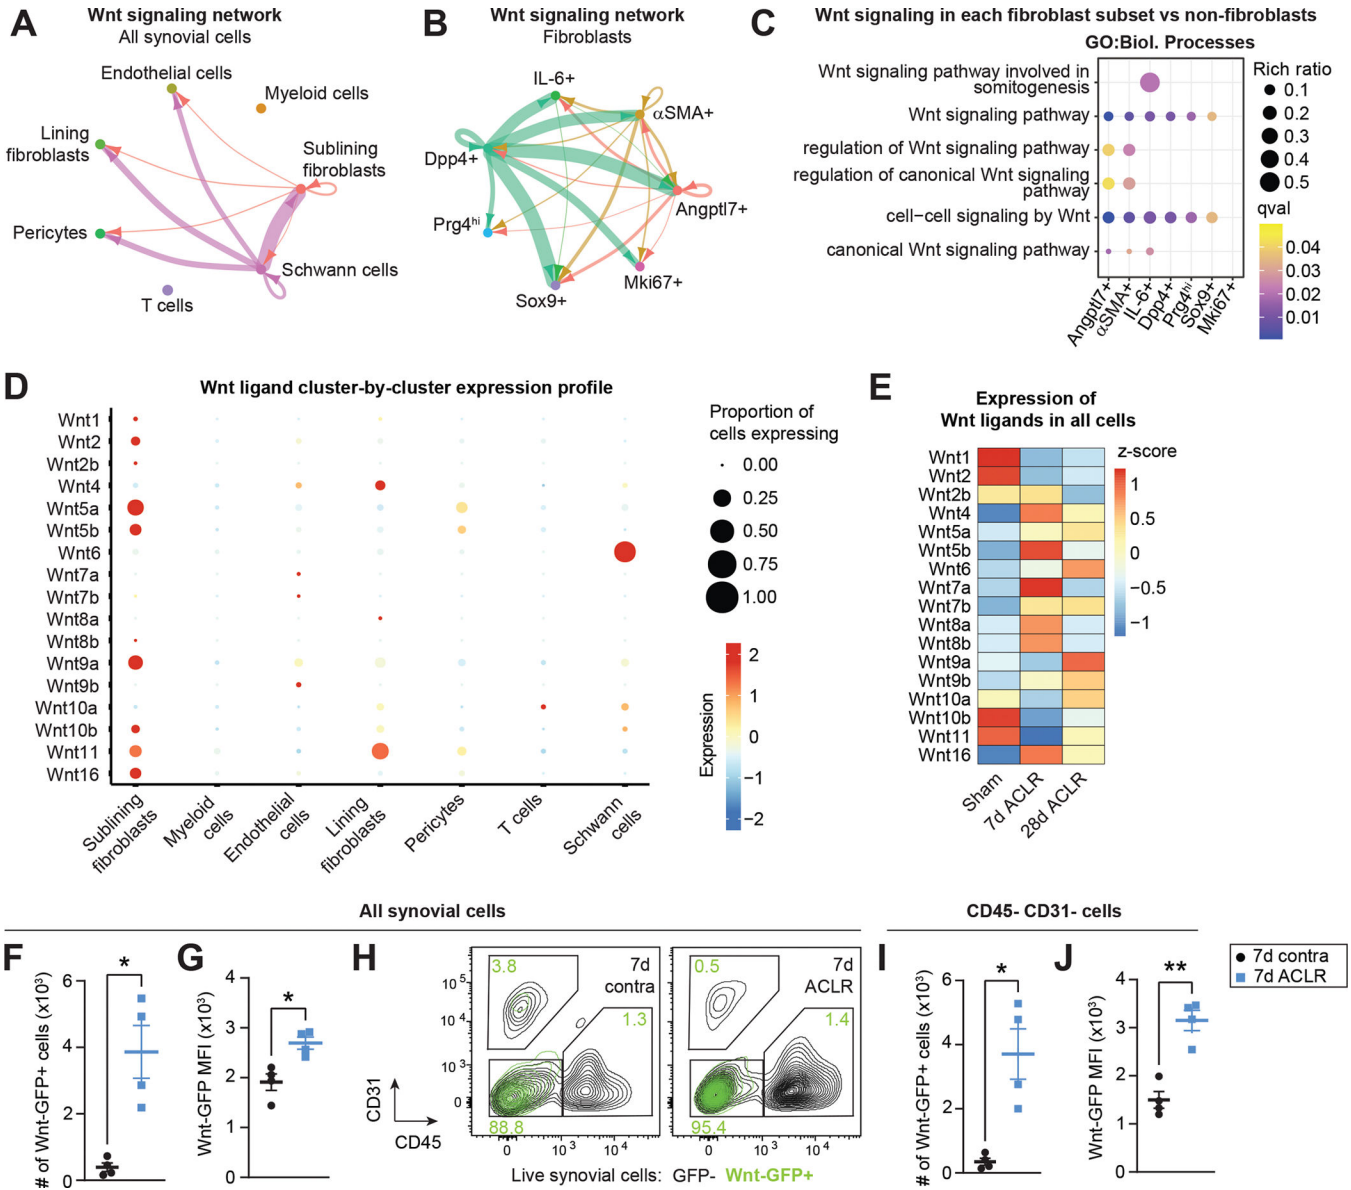 A
Wnt signaling network
All synovial cells
Endothelial cells
Myeloid cells
Lining
fibroblasts
Sublining
fibroblasts
Pericytes
Schwann cells
T cells
B
Wnt signaling network
Fibroblasts
IL-6+
αSMA+
Dpp4+
Angptl7+
Prg4hi
Mki67+
Sox9+
C
Wnt signaling in each fibroblast subset vs non-fibroblasts
GO:Biol. Processes
Wnt signaling pathway involved in
somitogenesis
Wnt signaling pathway
regulation of Wnt signaling pathway
regulation of canonical Wnt signaling
pathway
cell−cell signaling by Wnt
canonical Wnt signaling pathway
Angptl7+
αSMA+
IL-6+
Dpp4+
Prg4hi
Sox9+
Mki67+
Rich ratio
0.1
0.2
0.3
0.4
0.5
qval
0.04
0.03
0.02
0.01
D
Wnt ligand cluster-by-cluster expression profile
Wnt1
Wnt2
Wnt2b
Wnt4
Wnt5a
Wnt5b
Wnt6
Wnt7a
Wnt7b
Wnt8a
Wnt8b
Wnt9a
Wnt9b
Wnt10a
Wnt10b
Wnt11
Wnt16
Sublining
fibroblasts
Myeloid
cells
Endothelial
cells
Lining
fibroblasts
Pericytes
T cells
Schwann
cells
Proportion of
cells expressing
0.00
0.25
0.50
0.75
1.00
Expression
2
1
0
−1
−2
E
Expression of
Wnt ligands in all cells
Wnt1
Wnt2
Wnt2b
Wnt4
Wnt5a
Wnt5b
Wnt6
Wnt7a
Wnt7b
Wnt8a
Wnt8b
Wnt9a
Wnt9b
Wnt10a
Wnt10b
Wnt11
Wnt16
Sham
7d ACLR
28d ACLR
z-score
1
0.5
0
−0.5
−1
All synovial cells
CD45- CD31- cells
F
# of Wnt-GFP+ cells (x10³)
6
4
2
0
*
G
Wnt-GFP MFI (x10³)
4
3
2
1
0
*
H
3.8
7d
contra
1.3
88.8
0.5
7d
ACLR
1.4
95.4
10⁵
10⁴
10³
0
0
10³
10⁴
0
10³
10⁴
CD31
CD45
Live synovial cells: GFP- Wnt-GFP+
I
# of Wnt-GFP+ cells (x10³)
6
4
2
0
*
J
Wnt-GFP MFI (x10³)
4
3
2
1
0
**
7d contra
7d ACLR